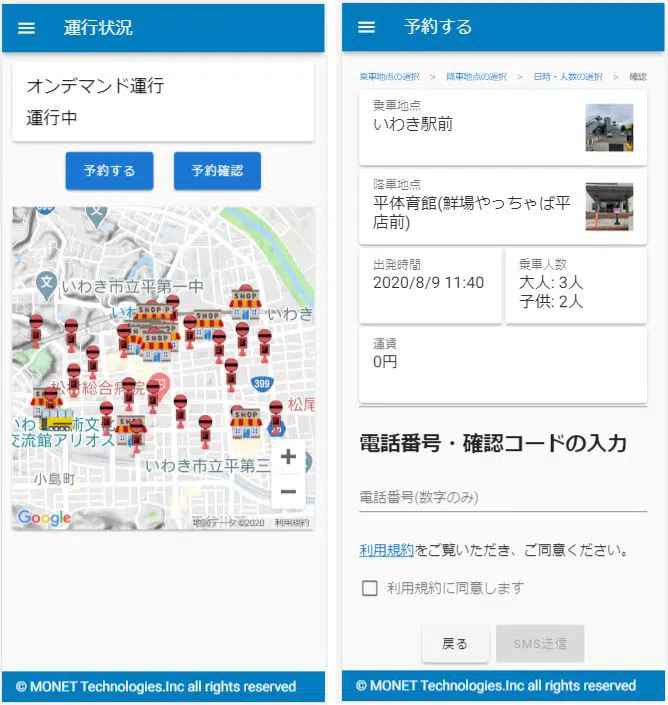 運行状況
オンデマンド運行
運行中
予約する
予約確認
いわき市立平第一中
SHOP
SHOP
SHOP
SHOP
SHOP
SHOP
SHOP
SHOP
いわき
399
松村総合病院
松尾
いわ
術文
交流館アリオス
いわき市立平第三
小島町
Google
地図データ ©2020
利用規約
© MONET Technologies.Inc all rights reserved
予約する
乗車地点の選択 > 降車地点の選択 > 日時・人数の選択 > 確認
乗車地点
いわき駅前
降車地点
平体育館(鮮場やっちゃば平
店前)
出発時間
2020/8/9 11:40
乗車人数
大人: 3人
子供: 2人
運賃
0円
電話番号・確認コードの入力
電話番号(数字のみ)
利用規約をご覧いただき、ご同意ください。
利用規約に同意します
戻る
SMS送信
© MONET Technologies.Inc all rights reserved